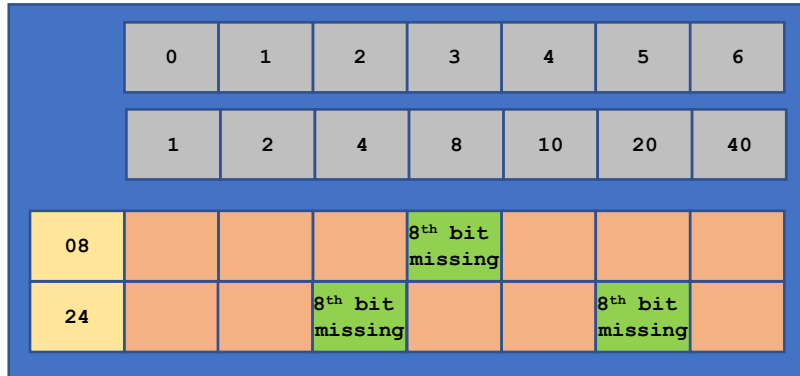 0 1 2 3 4 5 6
1 2 4 8 10 20 40
08 8th bit missing
24 8th bit missing 8th bit missing